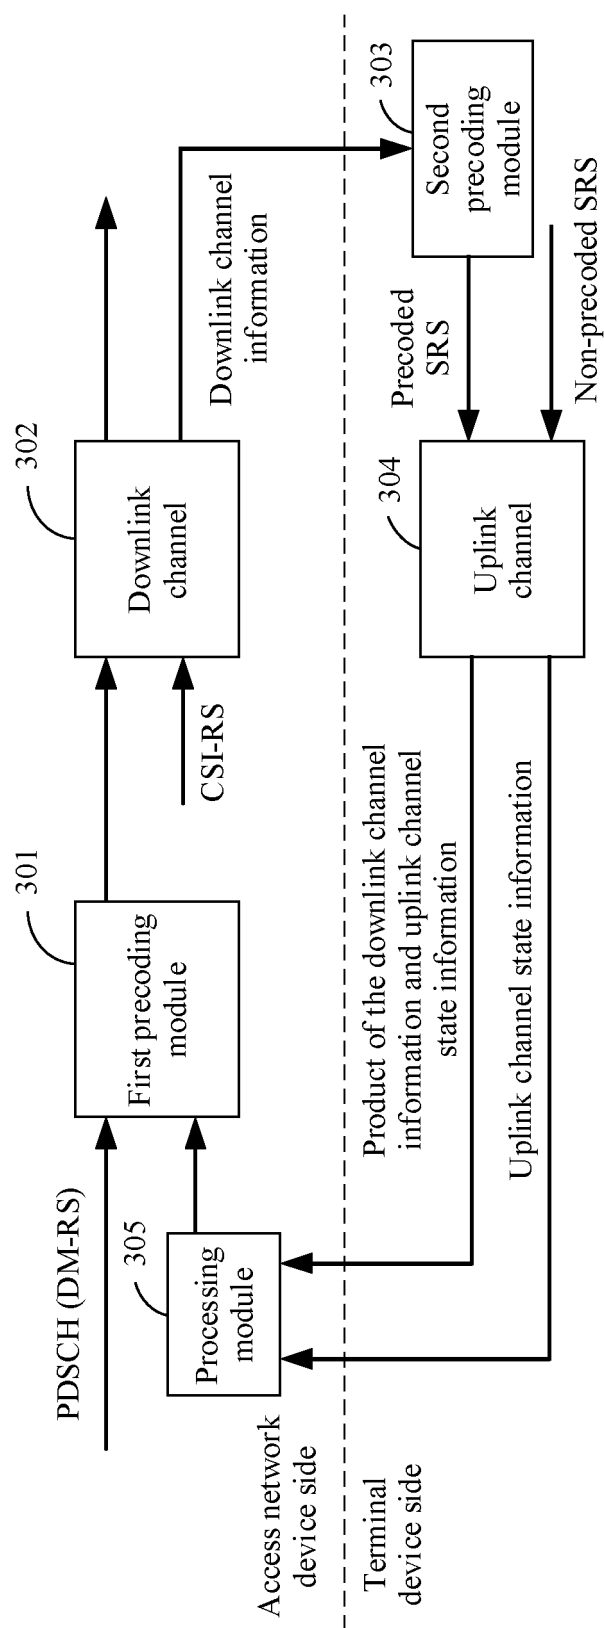 PDSCH (DM-RS)
305
Processing
module
301
First precoding
module
CSI-RS
302
Downlink
channel
Downlink channel
information
Access network
device side
Terminal
device side
303
Second
precoding
module
Precoded
SRS
Non-precoded SRS
304
Uplink
channel
Product of the downlink channel
information and uplink channel
state information
Uplink channel state information